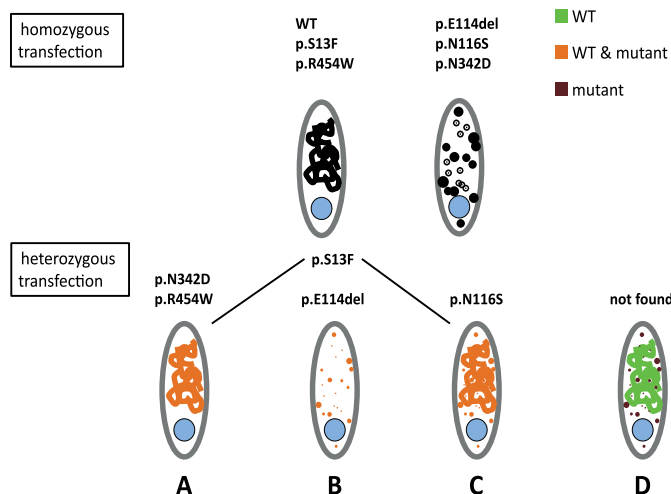 homozygous
transfection
WT
p.S13F
p.R454W
p.E114del
p.N116S
p.N342D
WT
WT & mutant
mutant
heterozygous
transfection
p.S13F
p.N342D
p.R454W
p.E114del
p.N116S
not found
A
B
C
D